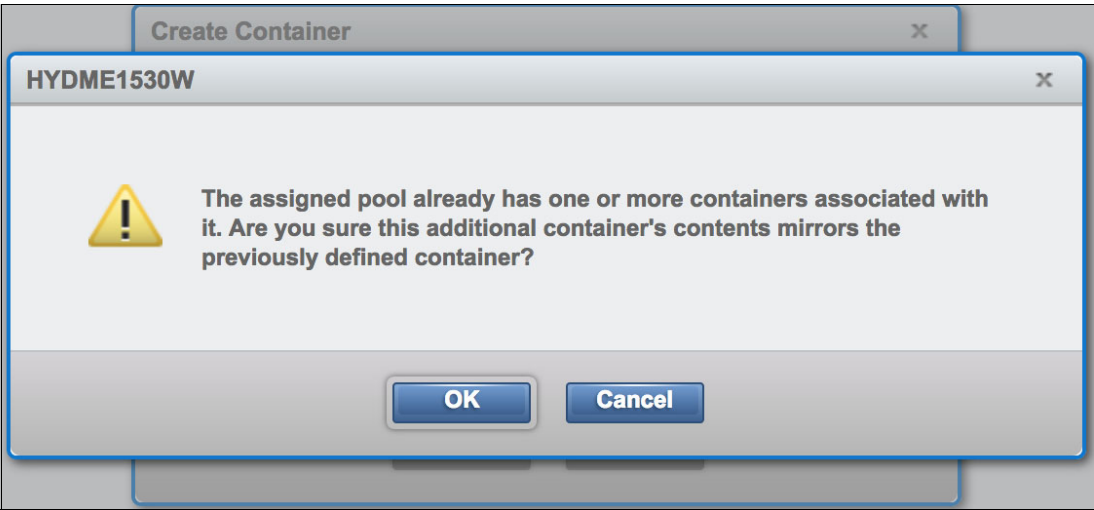 Create Container
x
HYDME1530W
x
The assigned pool already has one or more containers associated with
it. Are you sure this additional container's contents mirrors the
previously defined container?
OK
Cancel